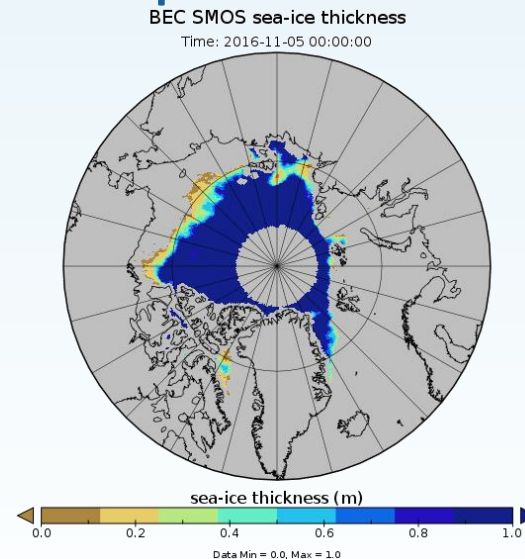 BEC SMOS sea-ice thickness
Time: 2016-11-05 00:00:00
sea-ice thickness (m)
0.0 0.2 0.4 0.6 0.8 1.0
Data Min = 0.0, Max = 1.0